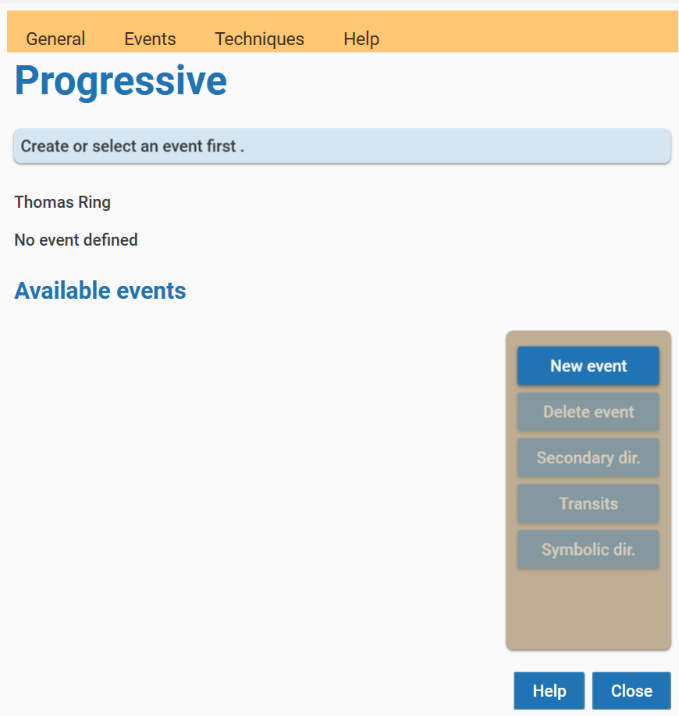 General Events Techniques Help
Progressive
Create or select an event first .
Thomas Ring
No event defined
Available events
New event
Delete event
Secondary dir.
Transits
Symbolic dir.
Help Close